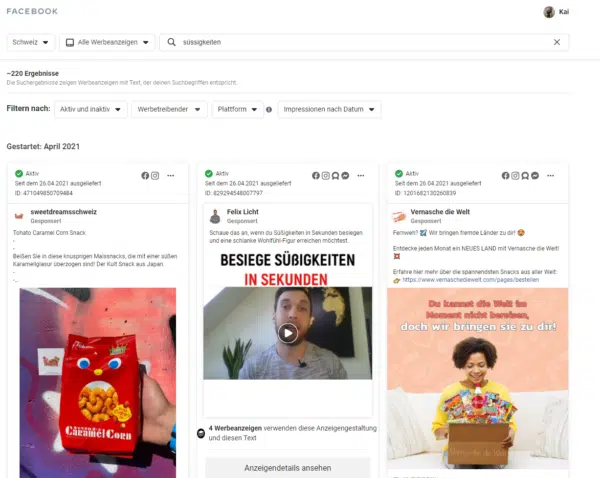 FACEBOOK
Kai
Schweiz
Alle Werbeanzeigen
süssigkeiten
~220 Ergebnisse
Die Suchergebnisse zeigen Werbeanzeigen mit Text, der deinen Suchbegriffen entspricht.
Filtern nach:
Aktiv und inaktiv
Werbetreibender
Plattform
Impressionen nach Datum
Gestartet: April 2021
Aktiv
Seit dem 26.04.2021 ausgeliefert
ID: 471049850709484
sweetdreamsschweiz
Gesponsert
Tohato Caramel Corn Snack
-
-
Beißen Sie in diese knusprigen Maissnacks, die mit einer süßen
Karamellglasur überzogen sind! Der Kult Snack aus Japan.
-
-...
CARAMEL CORN
Aktiv
Seit dem 26.04.2021 ausgeliefert
ID: 829294548007797
Felix Licht
Gesponsert
Schaue das an, wenn du Süßigkeiten in Sekunden besiegen
und eine schlanke Wohlfühl-Figur erreichen möchtest.
BESIEGE SÜßIGKEITEN
IN SEKUNDEN
4 Werbeanzeigen verwenden diese Anzeigengestaltung
und diesen Text
Anzeigendetails ansehen
Aktiv
Seit dem 26.04.2021 ausgeliefert
ID: 1201682130260839
Vernasche die Welt
Gesponsert
Fernweh? ✈️ Wir bringen fremde Länder zu dir! 🤩
Entdecke jeden Monat ein NEUES LAND mit Vernasche die Welt!
💥
Erfahre hier mehr über die spannendsten Snacks aus aller Welt:
👉 https://www.vernaschediewelt.com/pages/bestellen
Du kannst die Welt im
Moment nicht bereisen,
doch wir bringen sie zu dir!